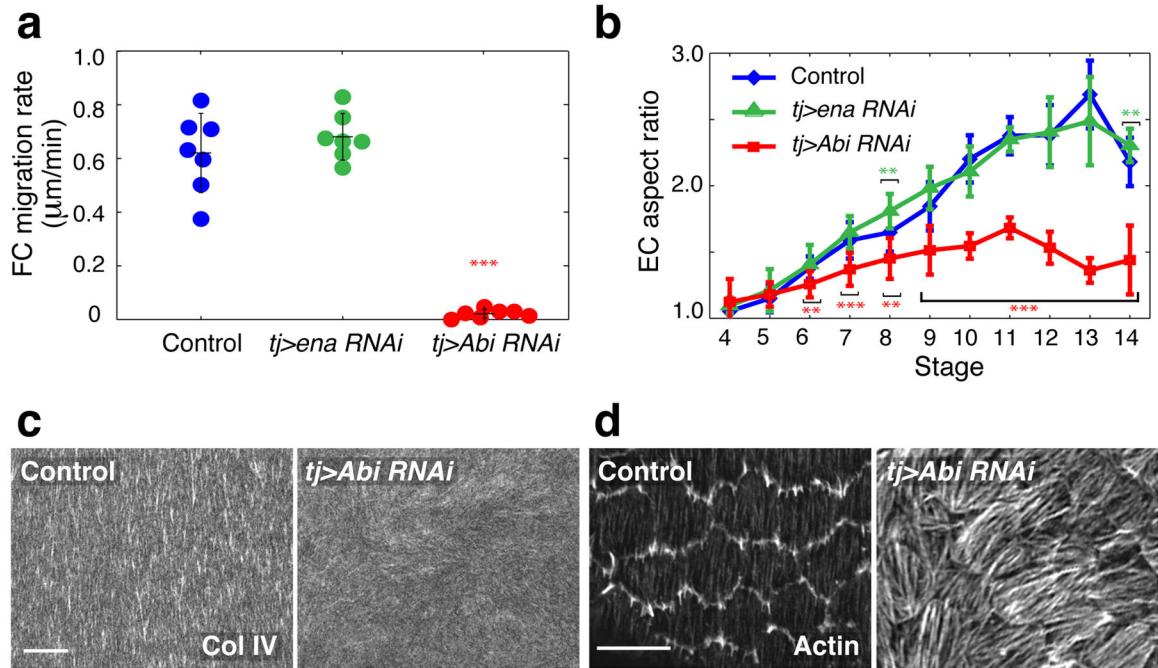 a
FC migration rate
(μm/min)
1.0
0.8
0.6
0.4
0.2
0
***
Control
tj>ena RNAi
tj>Abi RNAi
b
EC aspect ratio
3.0
2.0
1.0
Control
tj>ena RNAi
tj>Abi RNAi
**
**
**
***
**
***
4 5 6 7 8 9 10 11 12 13 14
Stage
c
Control
Col IV
tj>Abi RNAi
d
Control
Actin
tj>Abi RNAi